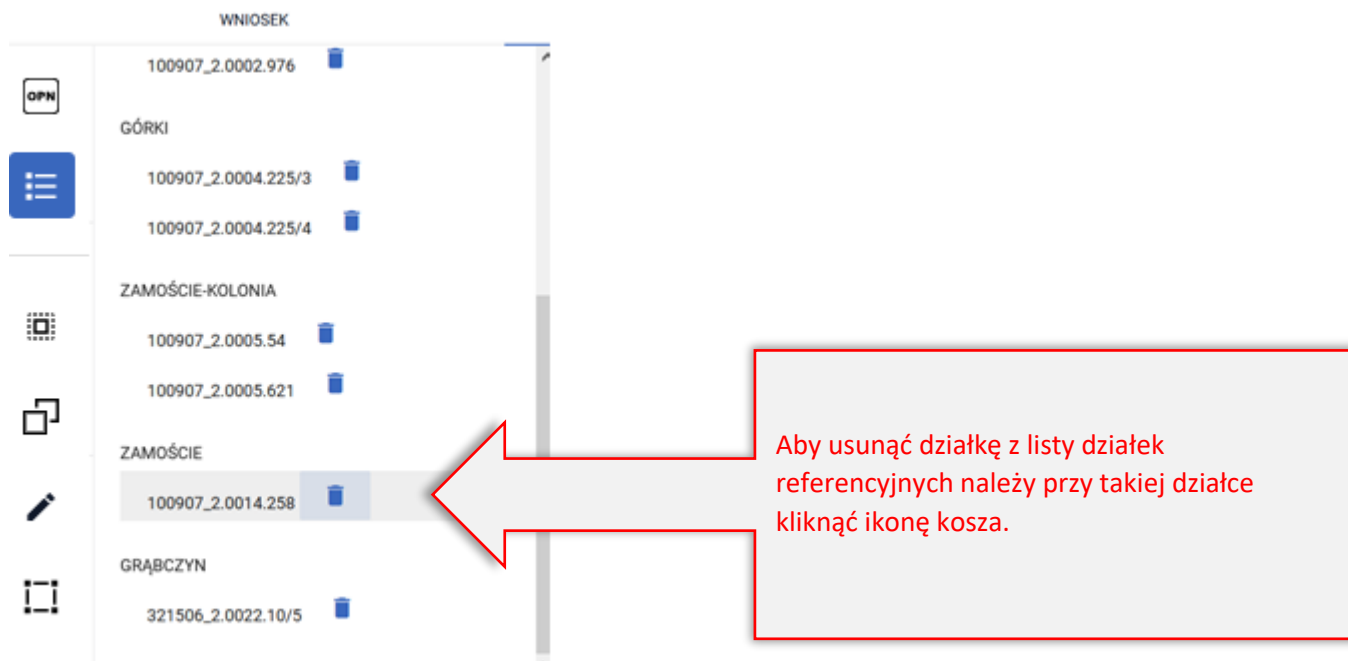 WNIOSEK
OPN
100907_2.0002.976
GÓRKI
100907_2.0004.225/3
100907_2.0004.225/4
ZAMOŚCIE-KOLONIA
100907_2.0005.54
100907_2.0005.621
ZAMOŚCIE
100907_2.0014.258
GRĄBCZYN
321506_2.0022.10/5
Aby usunąć działkę z listy działek
referencyjnych należy przy takiej działce
kliknąć ikonę kosza.